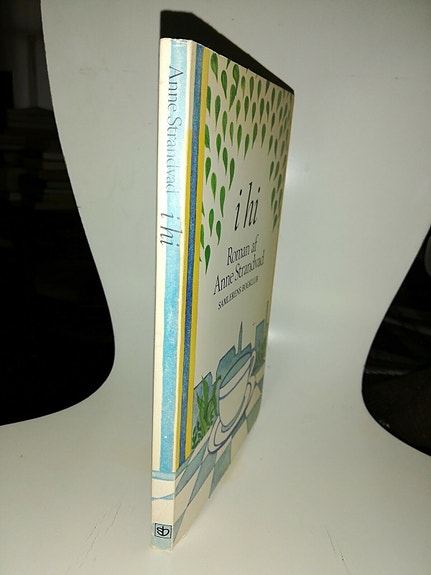 Anne Strandvad i hi
i hi
Roman af
Anne Strandvad
SAMLERENS BOGKLUB